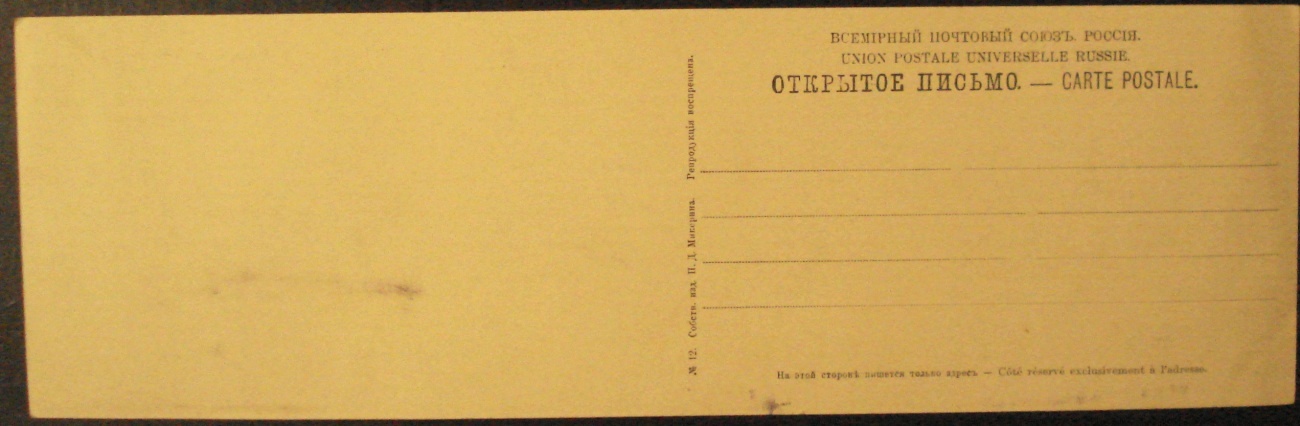 ВСЕМІРНЫЙ ПОЧТОВЫЙ СОЮЗЪ. РОССІЯ.
UNION POSTALE UNIVERSELLE RUSSIE.
ОТКРЫТОЕ ПИСЬМО. — CARTE POSTALE.
№ 12. Собств. изд. П. Д. Репродукція воспрещена.
На этой сторонѣ пишется только адресъ — Côté réservé exclusivement à l'adresse.